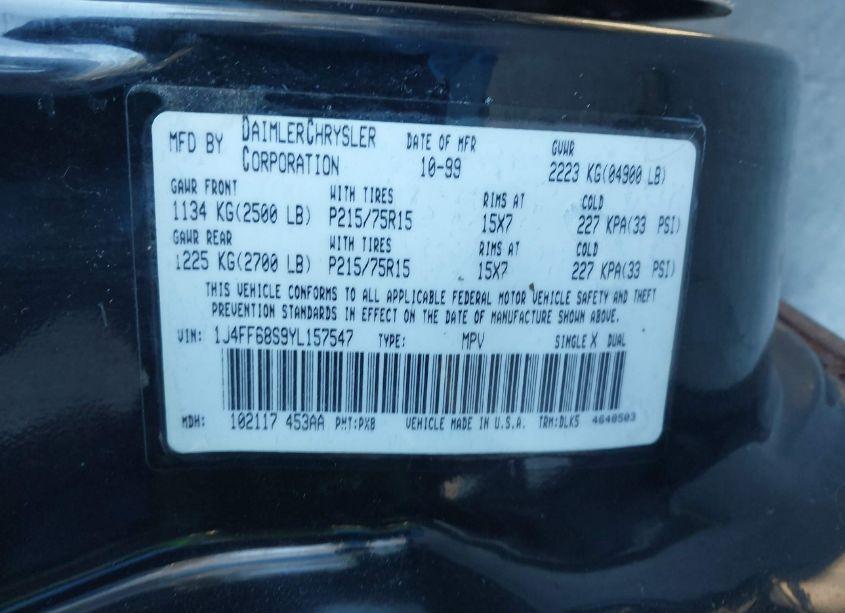 MFD BY DAIMLERCHRYSLER CORPORATION DATE OF MFR 10-99 GVWR 2223 KG(04900 LB)
GAWR FRONT WITH TIRES RIMS AT COLD
1134 KG(2500 LB) P215/75R15 15X7 227 KPA(33 PSI)
GAWR REAR WITH TIRES RIMS AT COLD
1225 KG(2700 LB) P215/75R15 15X7 227 KPA(33 PSI)
THIS VEHICLE CONFORMS TO ALL APPLICABLE FEDERAL MOTOR VEHICLE SAFETY AND THEFT
PREVENTION STANDARDS IN EFFECT ON THE DATE OF MANUFACTURE SHOWN ABOVE.
VIN: 1J4FF68S9YL157547 TYPE: MPV SINGLE X DUAL
MDH: 102117 453AA PNT:PX8 VEHICLE MADE IN U.S.A. TRM:DLK5 4648503